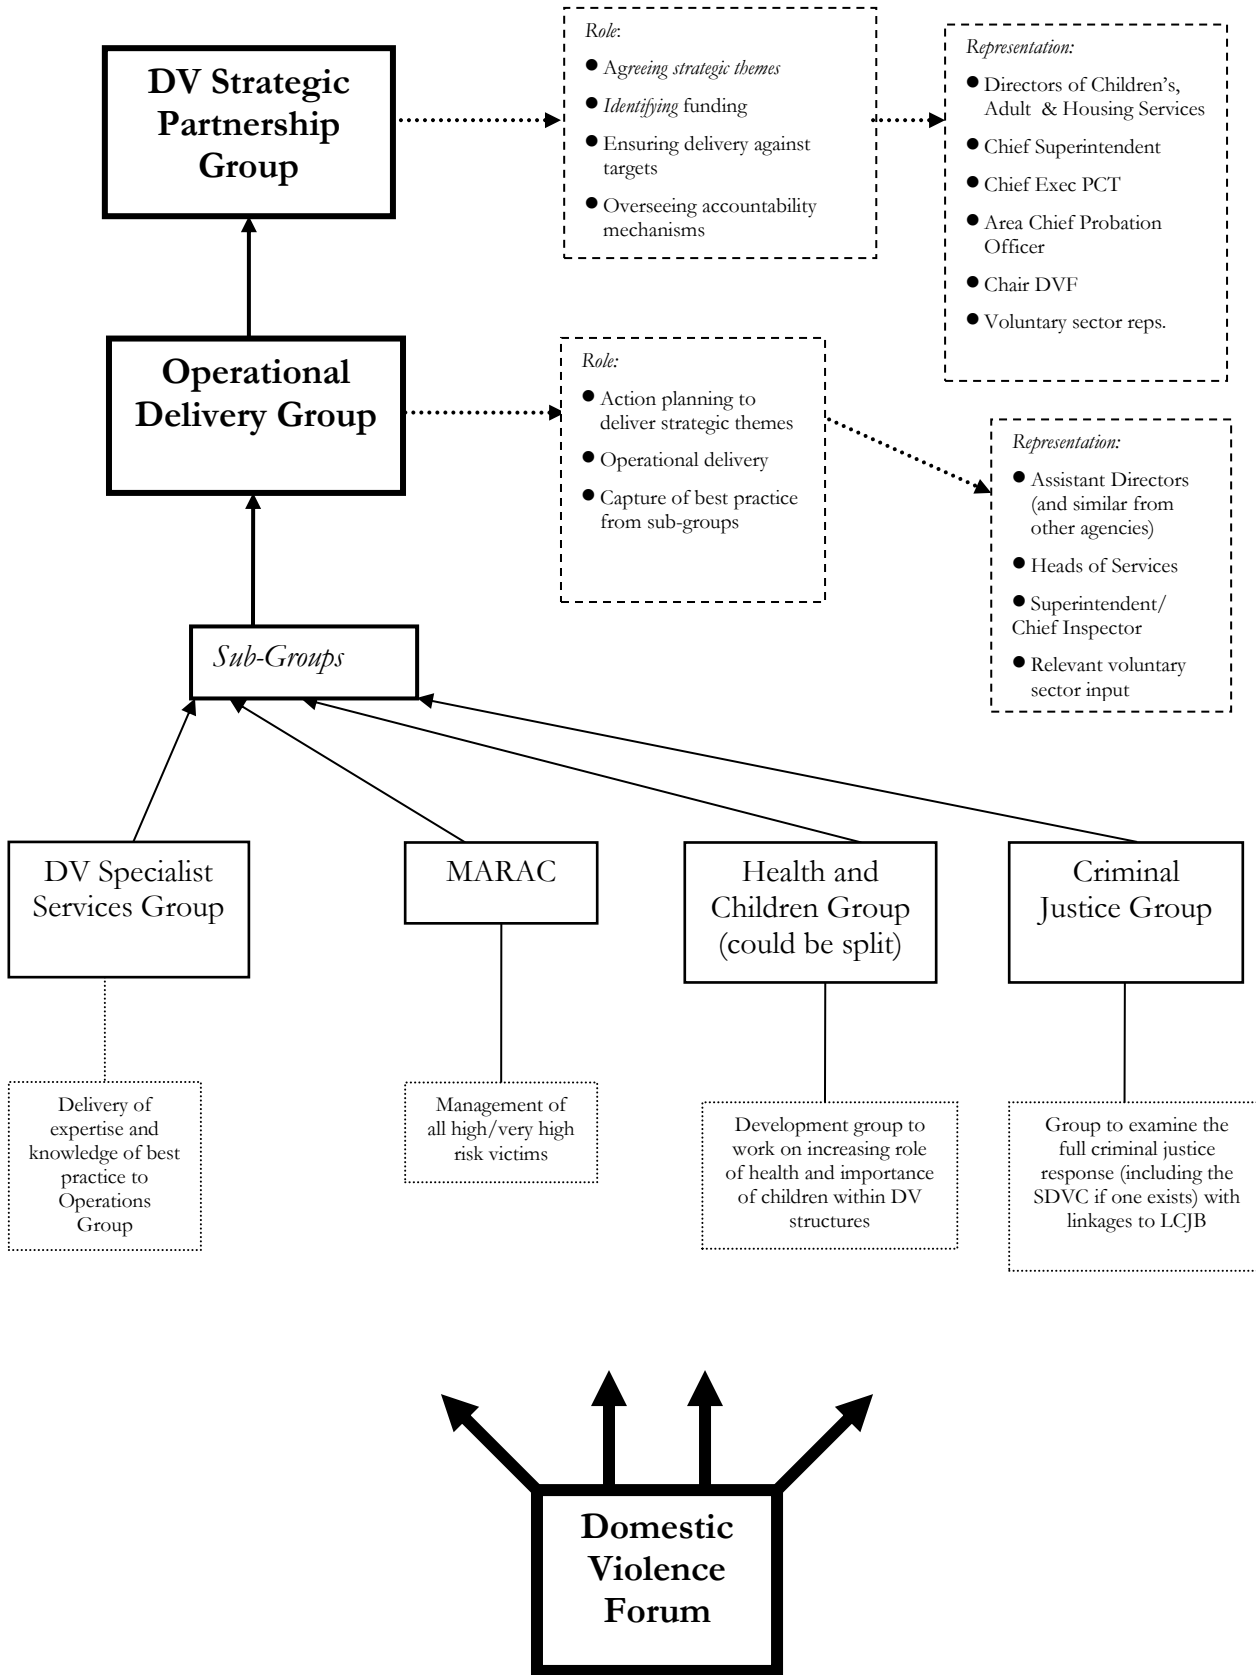 DV Strategic
Partnership
Group
Role:
● Agreeing strategic themes
● Identifying funding
● Ensuring delivery against
targets
● Overseeing accountability
mechanisms
Representation:
● Directors of Children’s,
Adult & Housing Services
● Chief Superintendent
● Chief Exec PCT
● Area Chief Probation
Officer
● Chair DVF
● Voluntary sector reps.
Operational
Delivery Group
Role:
● Action planning to
deliver strategic themes
● Operational delivery
● Capture of best practice
from sub-groups
Representation:
● Assistant Directors
(and similar from
other agencies)
● Heads of Services
● Superintendent/
Chief Inspector
● Relevant voluntary
sector input
Sub-Groups
DV Specialist
Services Group
MARAC
Health and
Children Group
(could be split)
Criminal
Justice Group
Delivery of
expertise and
knowledge of best
practice to
Operations
Group
Management of
all high/very high
risk victims
Development group to
work on increasing role
of health and importance
of children within DV
structures
Group to examine the
full criminal justice
response (including the
SDVC if one exists) with
linkages to LCJB
Domestic
Violence
Forum